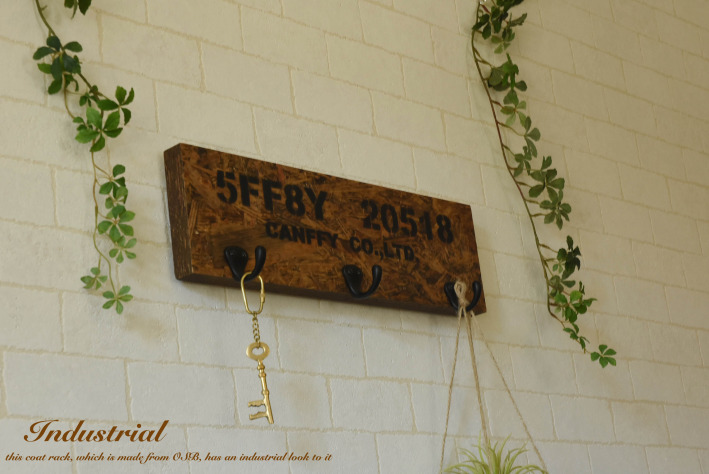 5FF8Y 20518
CANFFY CO.,LTD.
Industrial
this coat rack, which is made from OSB, has an industrial look to it